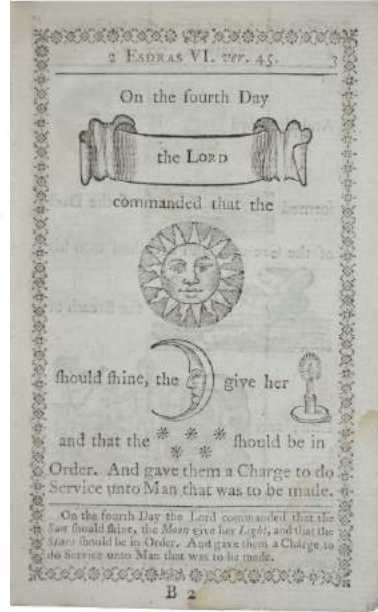 2 ESDRAS VI. ver. 45. 3
On the fourth Day
the LORD
commanded that the
ſhould ſhine, the give her
and that the ſhould be in
Order. And gave them a Charge to do
Service unto Man that was to be made.
On the fourth Day the Lord commanded that the
Sun ſhould ſhine, the Moon give her Light, and that the
Stars ſhould be in Order. And gave them a Charge to
do Service unto Man that was to be made.
B 2